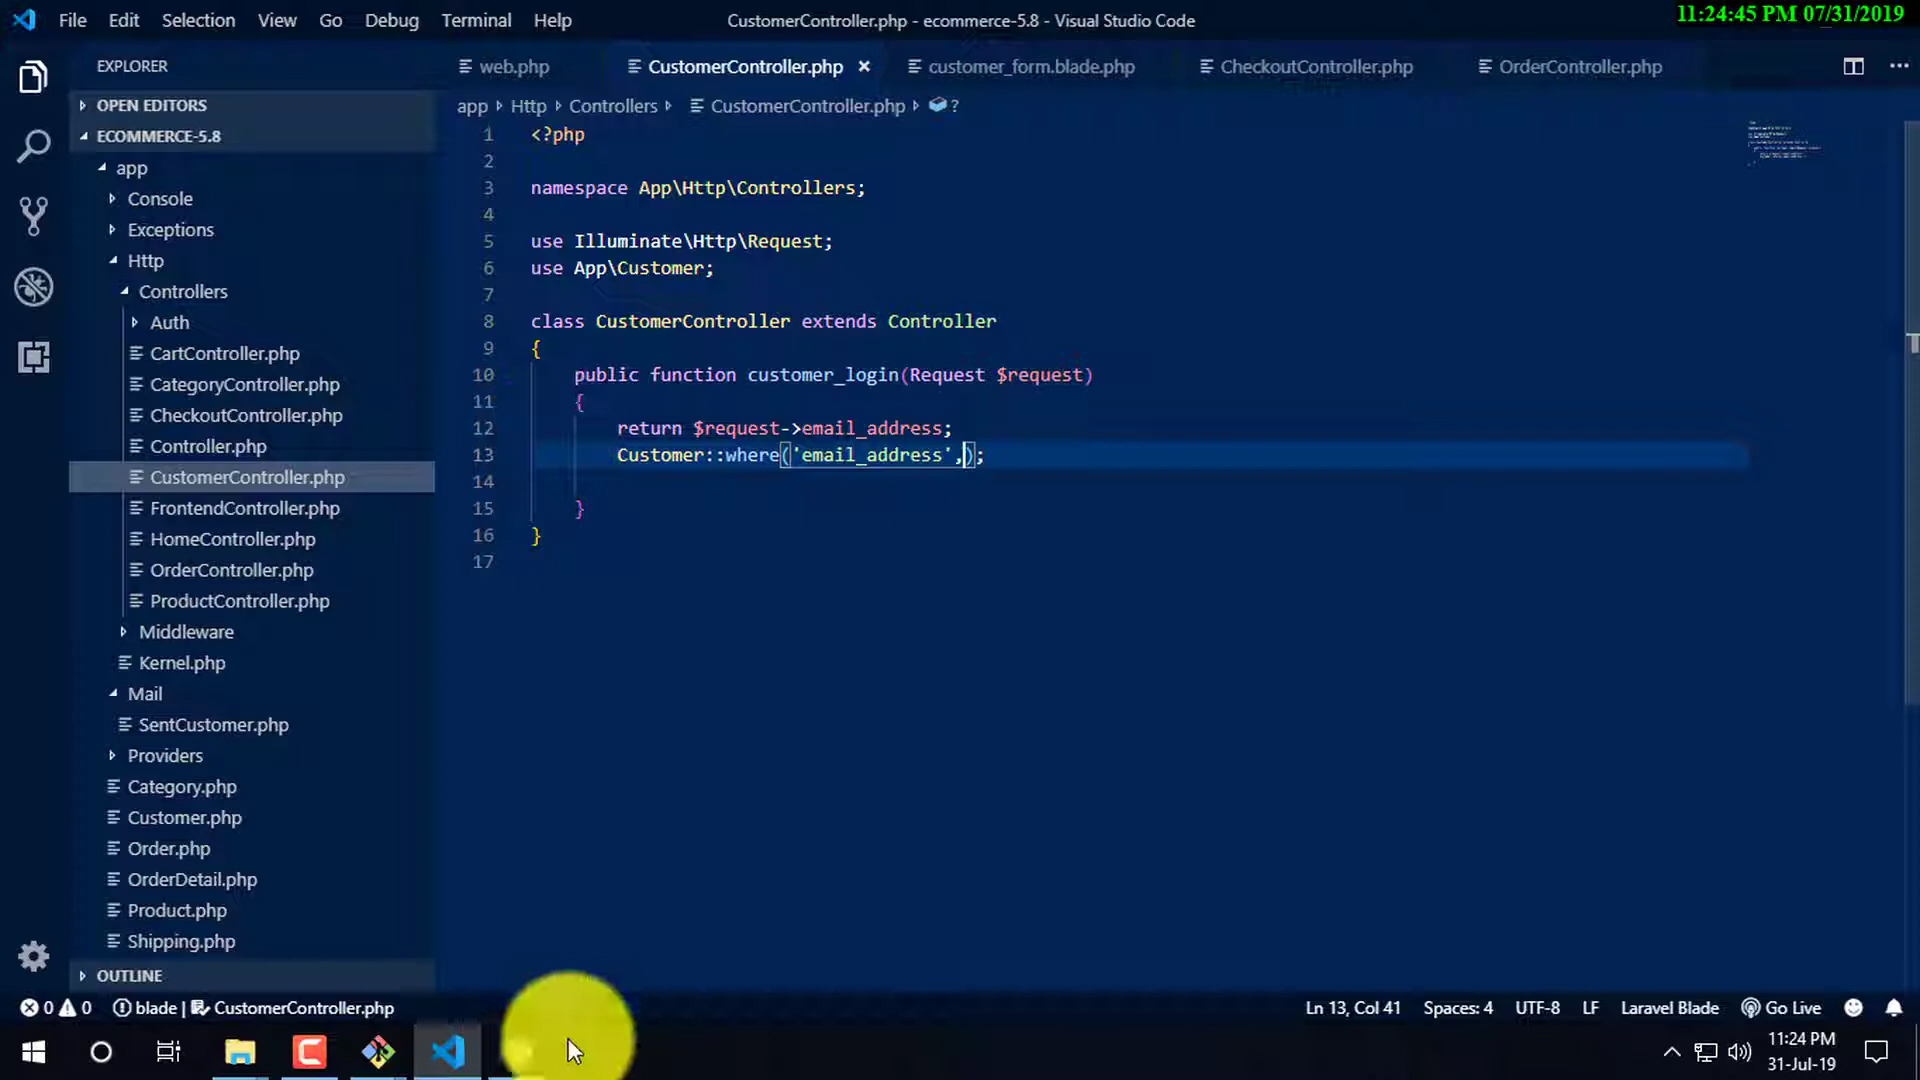 File Edit Selection View Go Debug Terminal Help
CustomerController.php - ecommerce-5.8 - Visual Studio Code
11:24:45 PM 07/31/2019
EXPLORER
OPEN EDITORS
ECOMMERCE-5.8
app
Console
Exceptions
Http
Controllers
Auth
CartController.php
CategoryController.php
CheckoutController.php
Controller.php
CustomerController.php
FrontendController.php
HomeController.php
OrderController.php
ProductController.php
Middleware
Kernel.php
Mail
SentCustomer.php
Providers
Category.php
Customer.php
Order.php
OrderDetail.php
Product.php
Shipping.php
OUTLINE
web.php CustomerController.php customer_form.blade.php CheckoutController.php OrderController.php
app Http Controllers CustomerController.php ?
1 <?php
2
3 namespace App\Http\Controllers;
4
5 use Illuminate\Http\Request;
6 use App\Customer;
7
8 class CustomerController extends Controller
9 {
10 public function customer_login(Request $request)
11 {
12 return $request->email_address;
13 Customer::where('email_address',);
14
15 }
16 }
17
0 0 blade | CustomerController.php
Ln 13, Col 41 Spaces: 4 UTF-8 LF Laravel Blade Go Live
11:24 PM
31-Jul-19